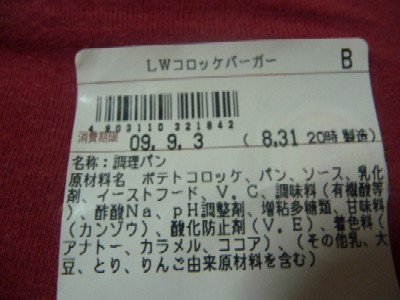 LWコロッケバーガー B
4 903110 321842
消費期限 09.9.3 ( 8.31 20時 製造)
名称:調理パン
原材料名 ポテトコロッケ、パン、ソース、乳化
剤、イーストフード、V.C、調味料(有機酸等
)、酢酸Na、pH調整剤、増粘多糖類、甘味料
(カンゾウ)、酸化防止剤(V.E)、着色料(
アナトー、カラメル、ココア)、(その他乳、大
豆、とり、りんご由来原材料を含む)